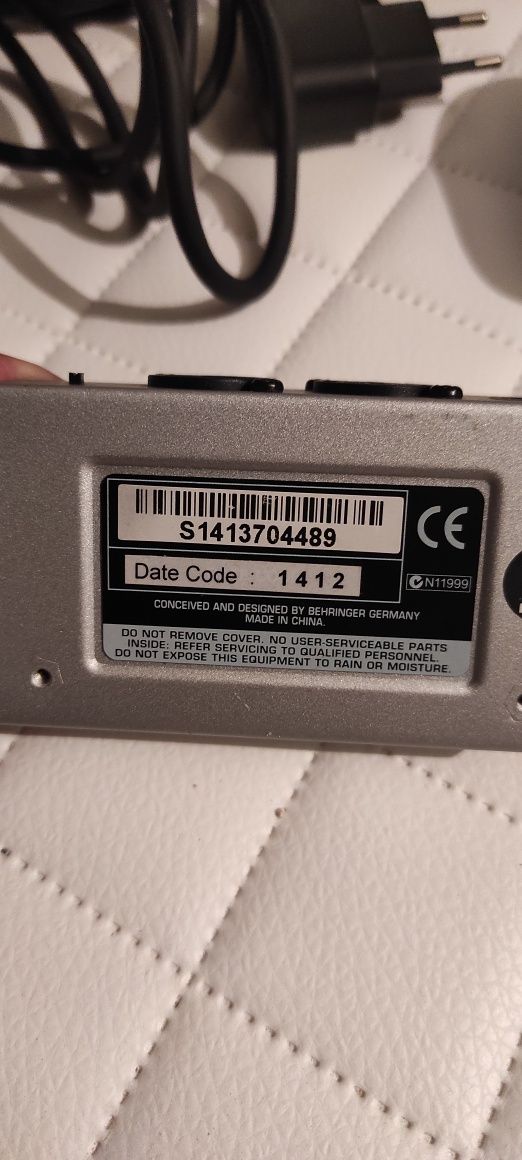 S1413704489
CE
Date Code : 1412
N11999
CONCEIVED AND DESIGNED BY BEHRINGER GERMANY
MADE IN CHINA.
DO NOT REMOVE COVER. NO USER-SERVICEABLE PARTS
INSIDE: REFER SERVICING TO QUALIFIED PERSONNEL.
DO NOT EXPOSE THIS EQUIPMENT TO RAIN OR MOISTURE.